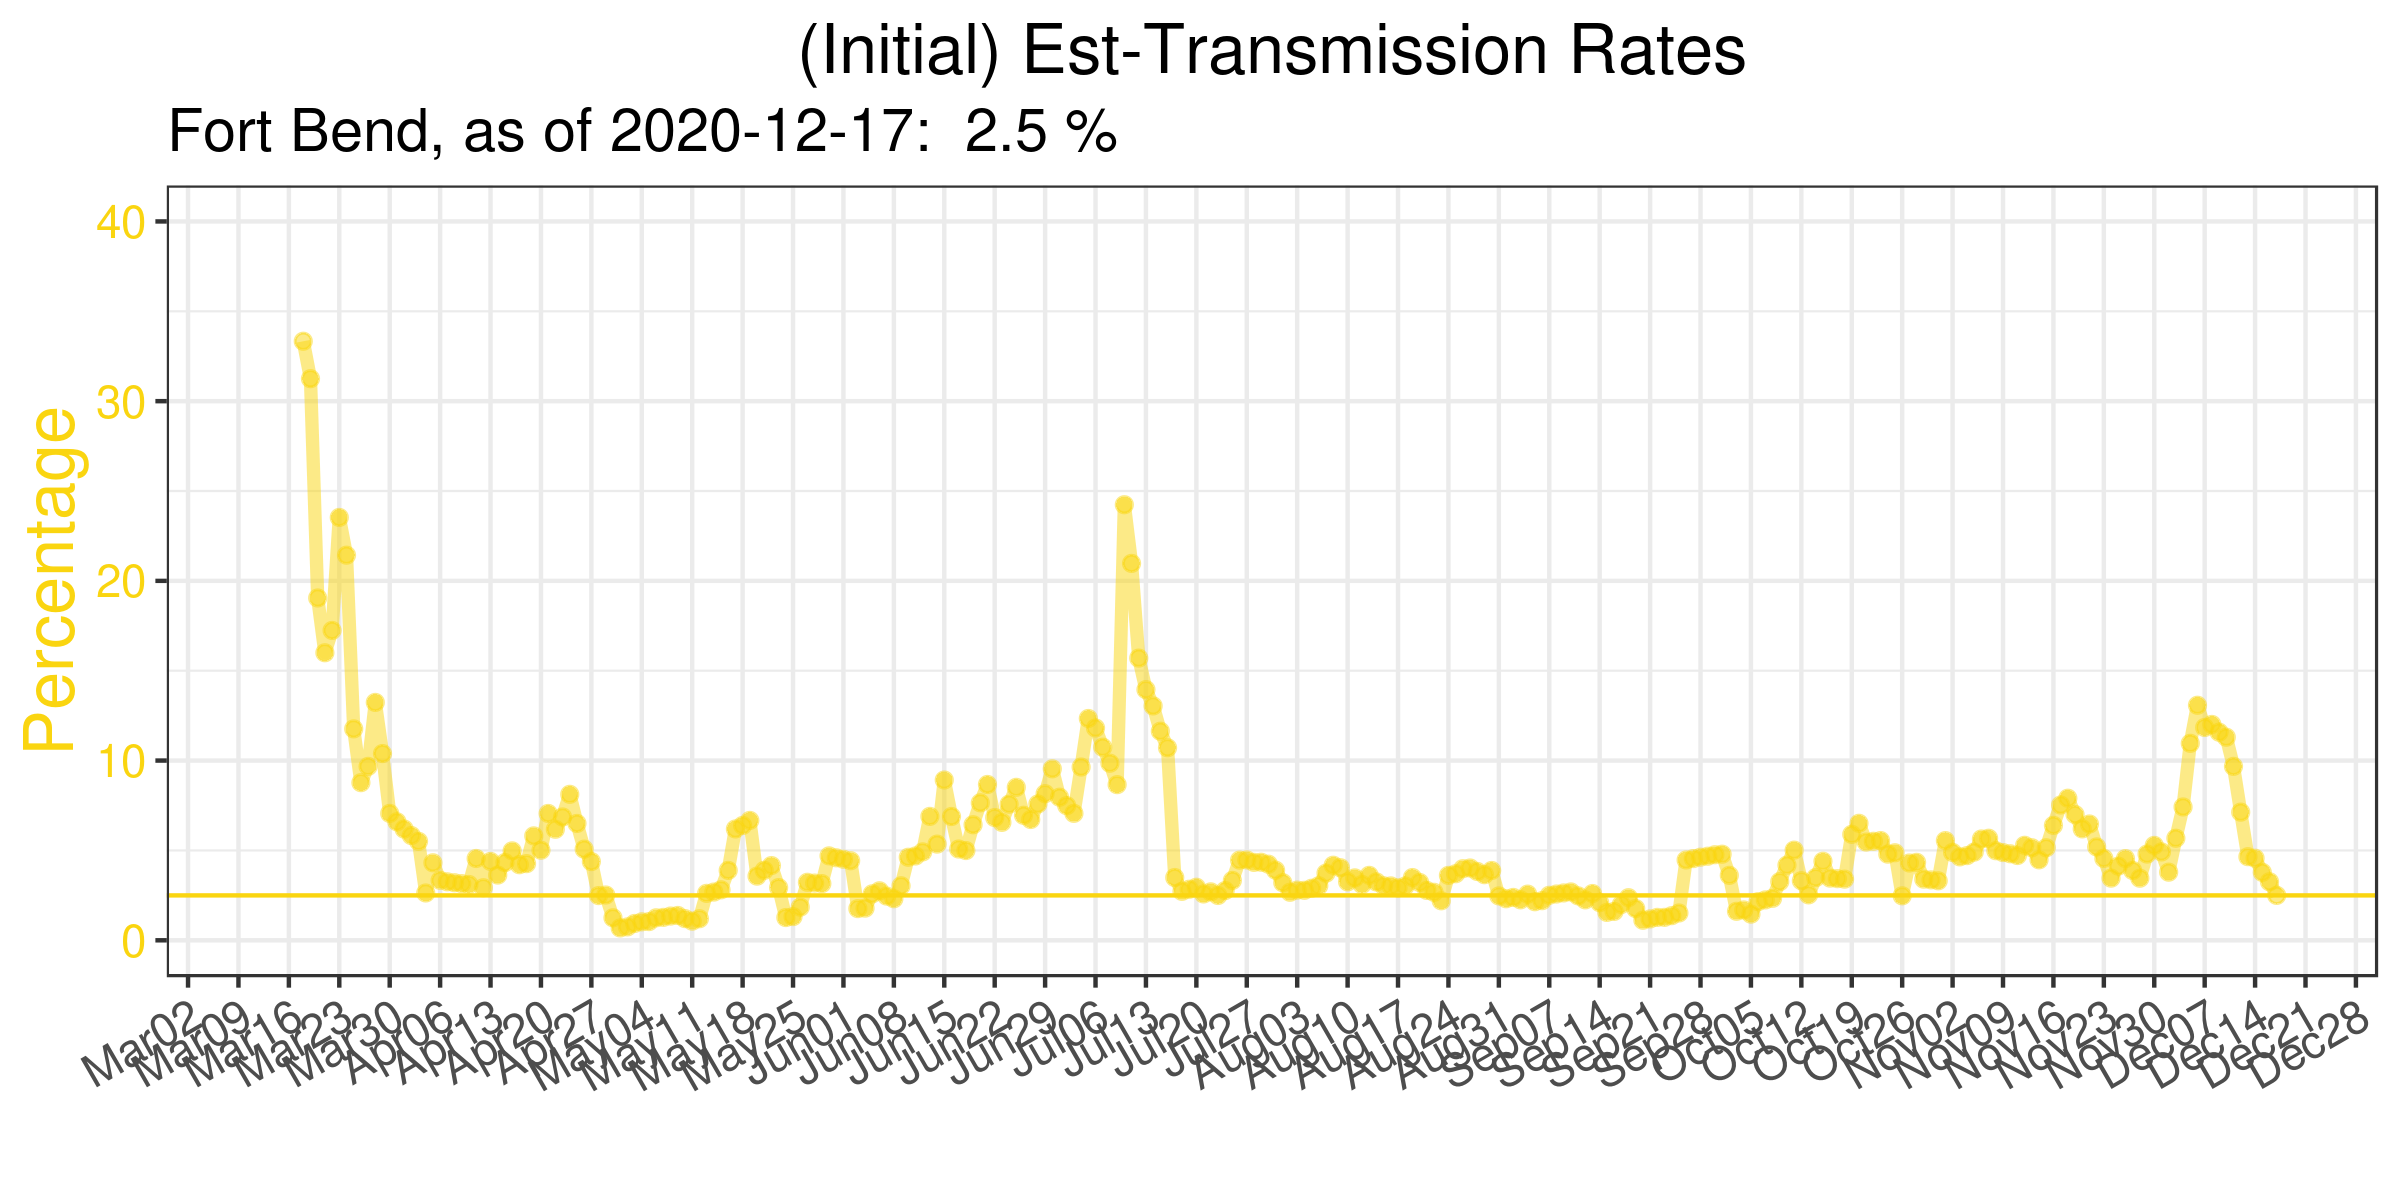 (Initial) Est-Transmission Rates
Fort Bend, as of 2020-12-17:  2.5 %
Percentage
40
30
20
10
0
Mar02
Mar09
Mar16
Mar23
Mar30
Apr06
Apr13
Apr20
Apr27
May04
May11
May18
May25
Jun01
Jun08
Jun15
Jun22
Jun29
Jul06
Jul13
Jul20
Jul27
Aug03
Aug10
Aug17
Aug24
Aug31
Sep07
Sep14
Sep21
Sep28
Oct05
Oct12
Oct19
Oct26
Nov02
Nov09
Nov16
Nov23
Nov30
Dec07
Dec14
Dec21
Dec28